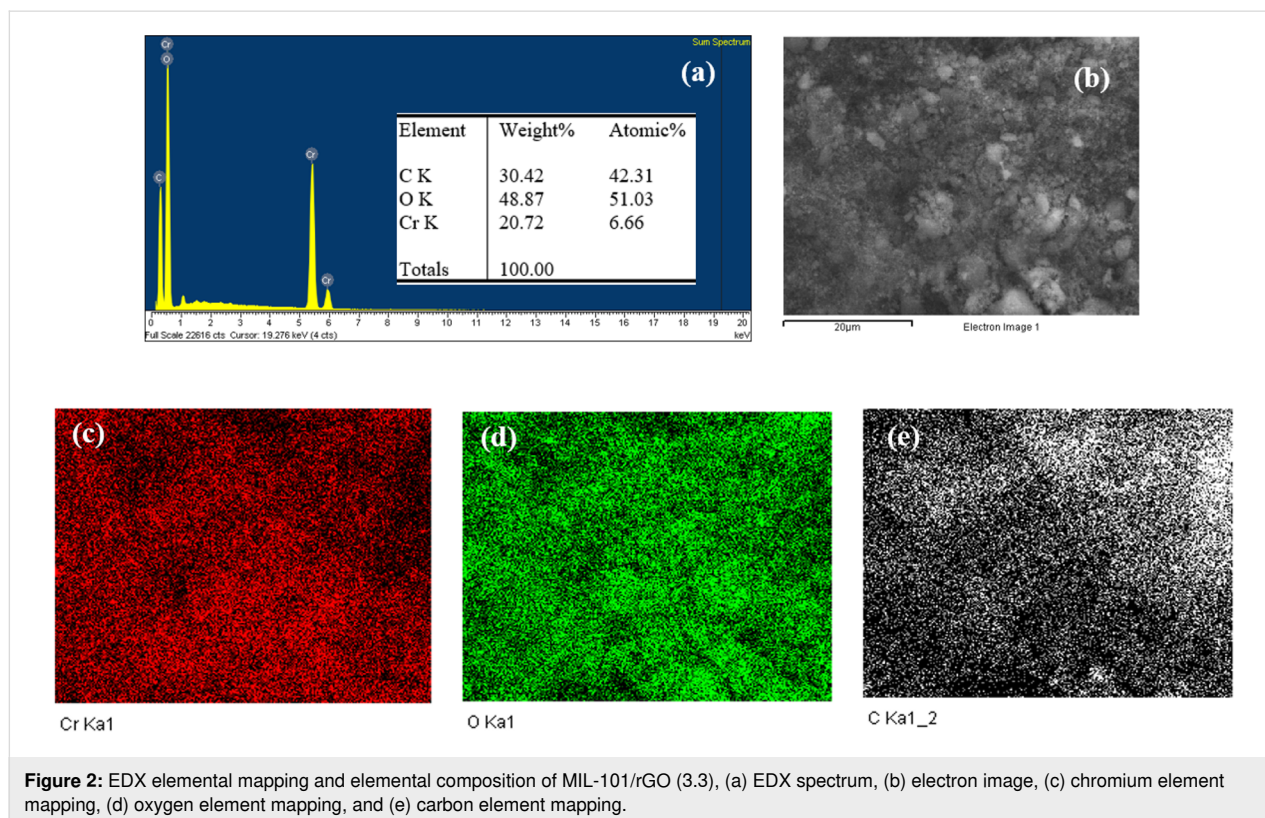 Sum Spectrum
(a)
Cr
O
C
Cr
Cr
Element Weight% Atomic%
C K 30.42 42.31
O K 48.87 51.03
Cr K 20.72 6.66
Totals 100.00
0 1 2 3 4 5 6 7 8 9 10 11 12 13 14 15 16 17 18 19 20
Full Scale 22616 cts Cursor: 19.276 keV (4 cts) keV
(b)
20µm Electron Image 1
(c)
Cr Ka1
(d)
O Ka1
(e)
C Ka1_2
Figure 2: EDX elemental mapping and elemental composition of MIL-101/rGO (3.3), (a) EDX spectrum, (b) electron image, (c) chromium element
mapping, (d) oxygen element mapping, and (e) carbon element mapping.